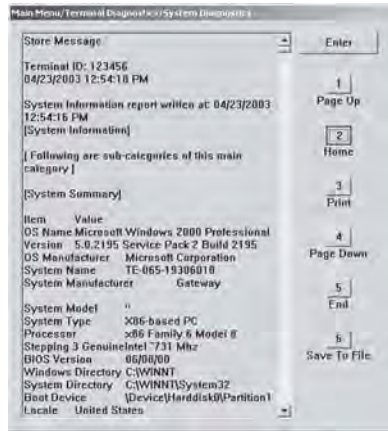 Main Menu/Terminal Diagnostics/System Diagnostics
Store Message
Terminal ID: 123456
04/23/2003 12:54:18 PM
System Information report written at: 04/23/2003
12:54:16 PM
[System Information]
[ Following are sub-categories of this main
category ]
[System Summary]
Item Value
OS Name Microsoft Windows 2000 Professional
Version 5.0.2195 Service Pack 2 Build 2195
OS Manufacturer Microsoft Corporation
System Name TE-065-19306010
System Manufacturer Gateway
System Model "
System Type X86-based PC
Processor x86 Family 6 Model 8
Stepping 3 GenuineIntel ~731 Mhz
BIOS Version 06/08/00
Windows Directory C:\WINNT
System Directory C:\WINNT\System32
Boot Device \Device\Harddisk0\Partition1
Locale United States
Enter
1
Page Up
2
Home
3
Print
4
Page Down
5
End
6
Save To File